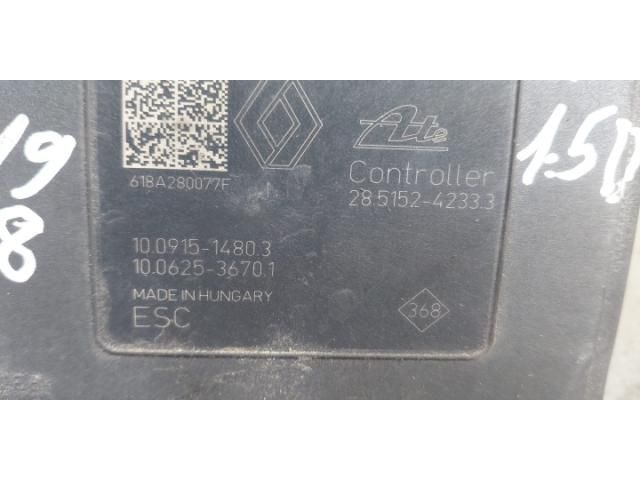 Ate
618A280077F
Controller
28.5152-4233.3
10.0915-1480.3
10.0625-3670.1
MADE IN HUNGARY
ESC
368
19
8
1.5D